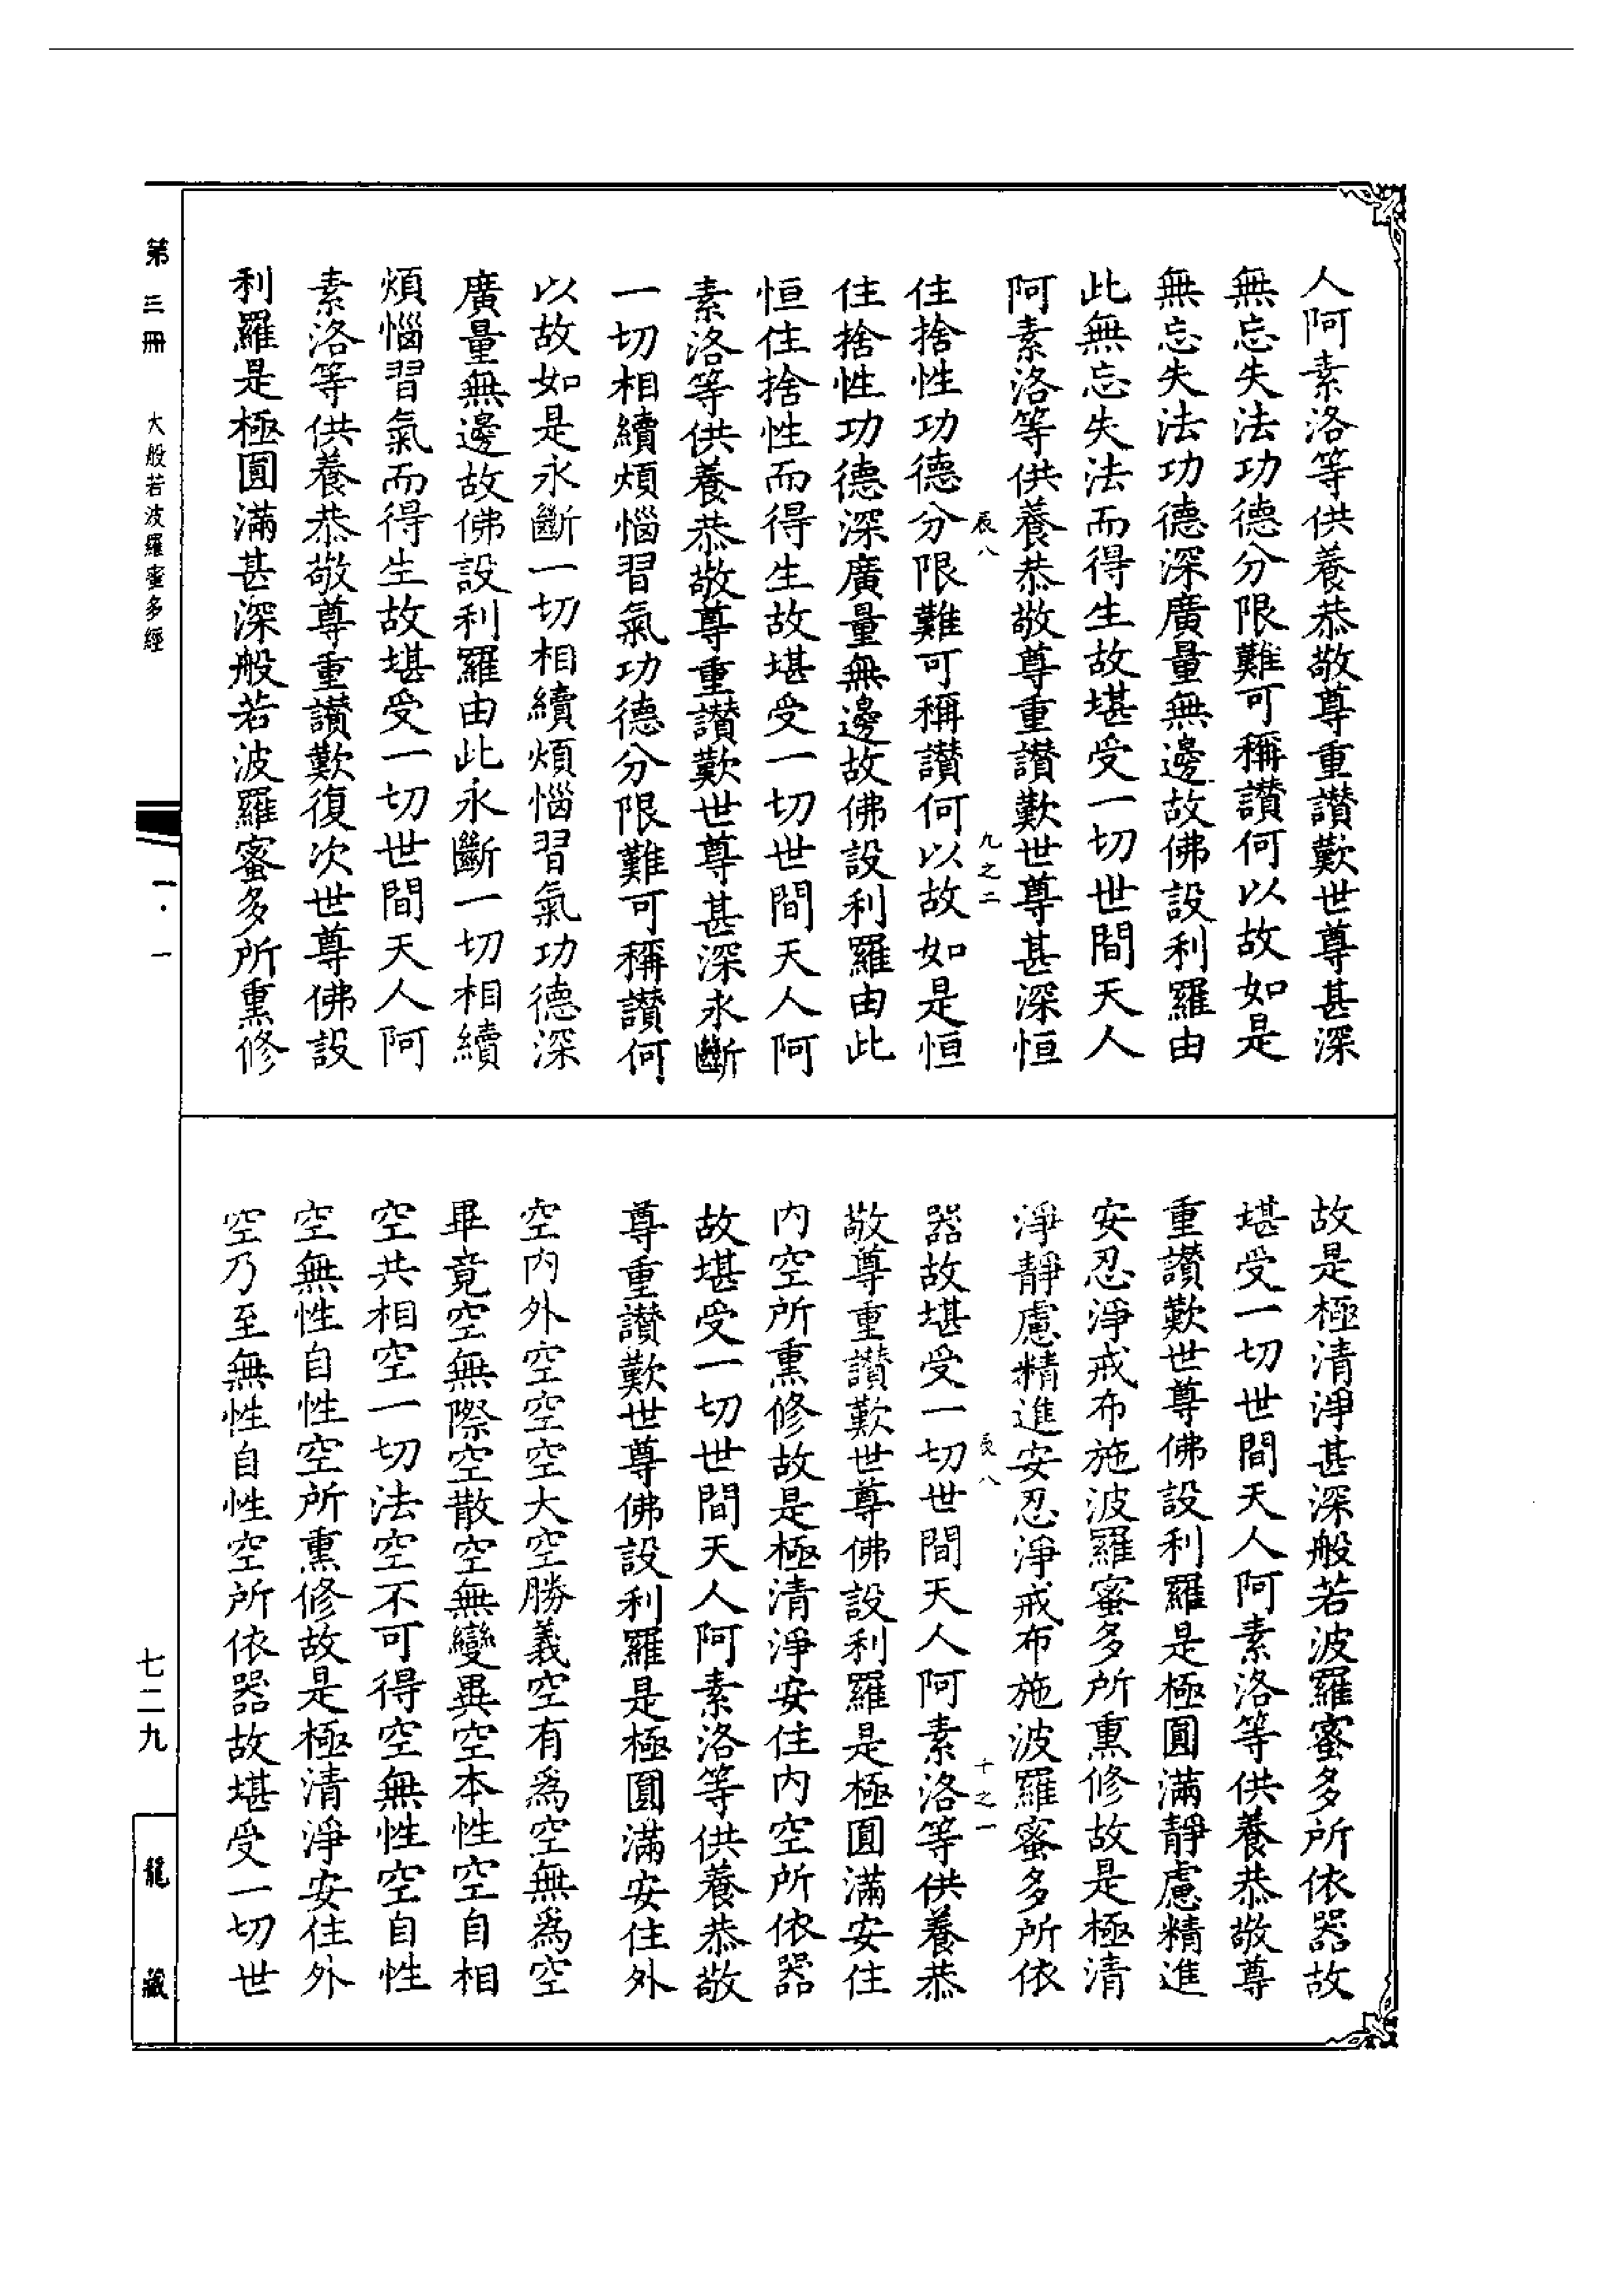 人阿素洛等供養恭敬尊重讃歎世尊甚深
無忘失法功德分限難可稱讃何以故如是
無忘失法功德深廣量無邊故佛設利羅由
此無忘失法而得生故堪受一切世間天人
阿素洛等供養恭敬尊重讃歎世尊甚深恒
辰八 九之二
住捨性功德分限難可稱讃何以故如是恒
住捨性功德深廣量無邊故佛設利羅由此
恒住捨性而得生故堪受一切世間天人阿
素洛等供養恭敬尊重讃歎世尊甚深永斷
一切相續煩惱習氣功德分限難可稱讃何
以故如是永斷一切相續煩惱習氣功德深
廣量無邊故佛設利羅由此永斷一切相續
煩惱習氣而得生故堪受一切世間天人阿
素洛等供養恭敬尊重讃歎復次世尊佛設
利羅是極圓滿甚深般若波羅蜜多所熏修
故是極清淨甚深般若波羅蜜多所依器故
堪受一切世間天人阿素洛等供養恭敬尊
重讃歎世尊佛設利羅是極圓滿靜慮精進
安忍淨戒布施波羅蜜多所熏修故是極清
淨靜慮精進安忍淨戒布施波羅蜜多所依
辰八 十之一
器故堪受一切世間天人阿素洛等供養恭
敬尊重讃歎世尊佛設利羅是極圓滿安住
内空所熏修故是極清淨安住内空所依器
故堪受一切世間天人阿素洛等供養恭敬
尊重讃歎世尊佛設利羅是極圓滿安住外
空内外空空空大空勝義空有爲空無爲空
畢竟空無際空散空無變異空本性空自相
空共相空一切法空不可得空無性空自性
空無性自性空所熏修故是極清淨安住外
空乃至無性自性空所依器故堪受一切世
第三冊 大般若波羅蜜多經 一·一
七二九
龍藏